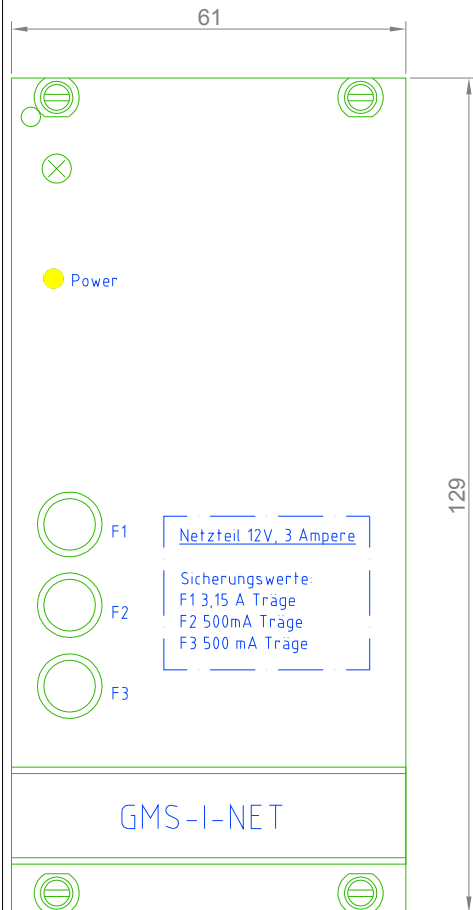 61
Power
129
F1
Netzteil 12V, 3 Ampere
Sicherungswerte:
F1 3,15 A Träge
F2
F2 500mA Träge
F3 500 mA Träge
F3
GMS-I-NET